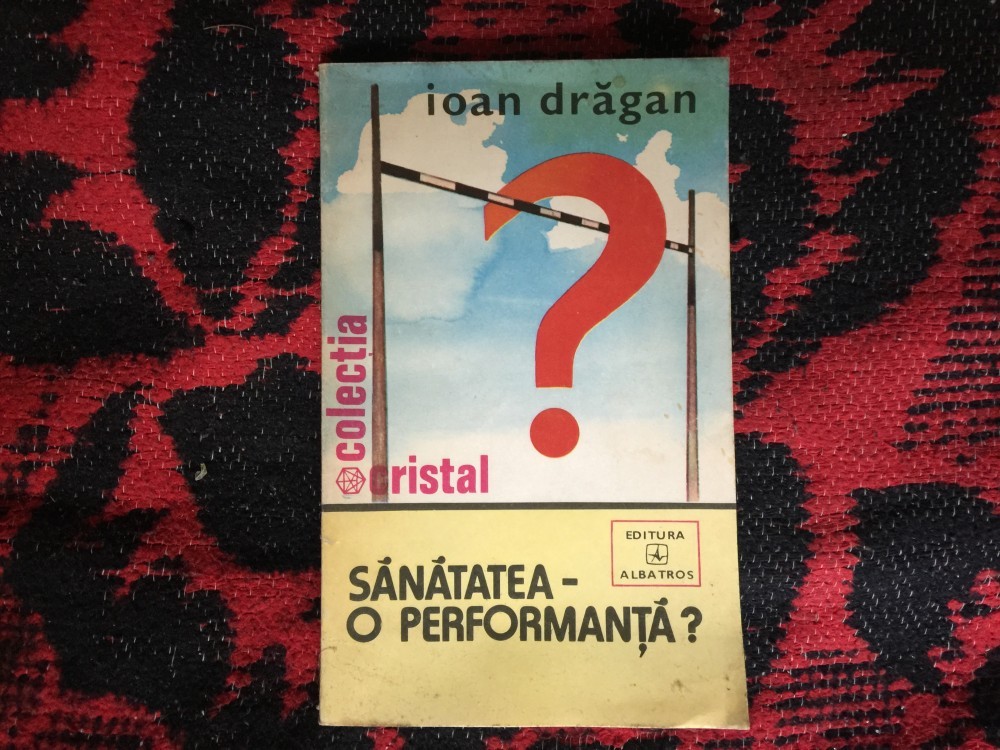 ioan drăgan
colecția
cristal
EDITURA
ALBATROS
SĂNĂTATEA –
O PERFORMANȚĂ?